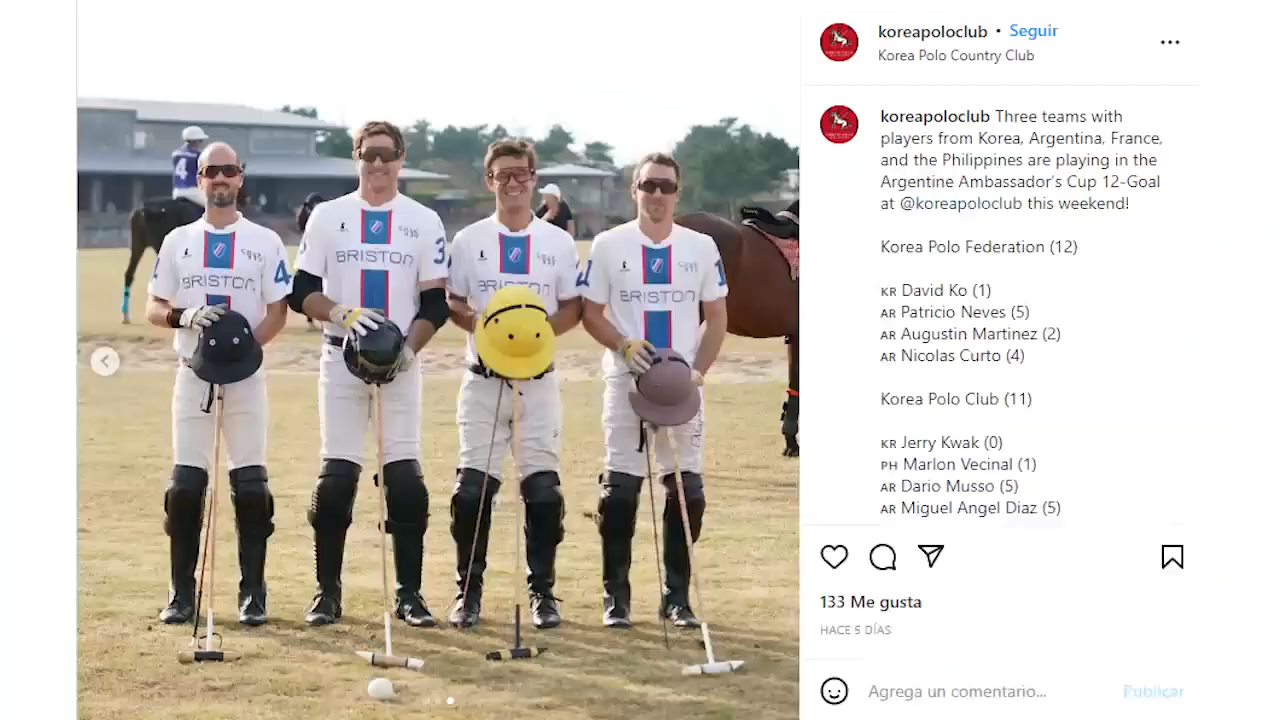 koreapoloclub • Seguir
Korea Polo Country Club
koreapoloclub Three teams with
players from Korea, Argentina, France,
and the Philippines are playing in the
Argentine Ambassador's Cup 12-Goal
at @koreapoloclub this weekend!
Korea Polo Federation (12)
KR David Ko (1)
AR Patricio Neves (5)
AR Augustin Martinez (2)
AR Nicolas Curto (4)
Korea Polo Club (11)
KR Jerry Kwak (0)
PH Marlon Vecinal (1)
AR Dario Musso (5)
AR Miguel Angel Diaz (5)
133 Me gusta
HACE 5 DÍAS
Agrega un comentario...
Publicar
4
BRISTON 4
BRISTON 3
BRISTON
BRISTON 1